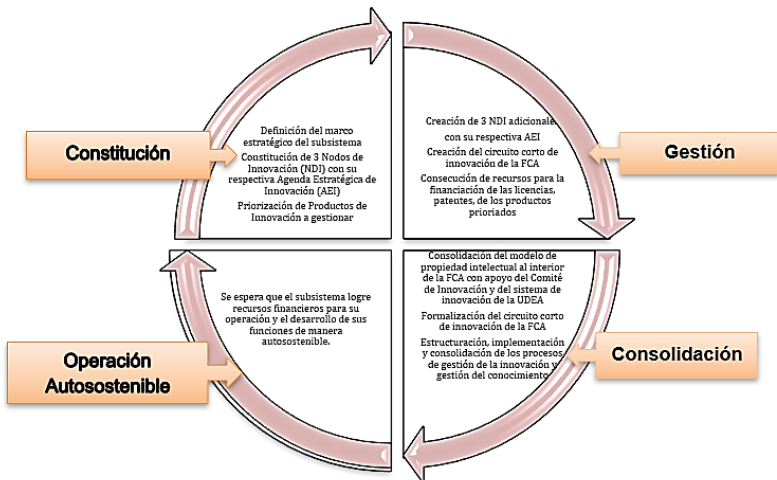 Constitución
Definición del marco
estratégico del subsistema
Constitución de 3 Nodos de
Innovación (NDI) con su
respectiva Agenda Estratégica de
Innovación (AEI)
Priorización de Productos de
Innovación a gestionar
Creación de 3 NDI adicionale
con su respectiva AEI
Creación del circuito corto de
innovación de la FCA
Consecución de recursos para la
financiación de las licencias,
patentes, de los productos
prioriados
Gestión
Consolidación del modelo de
propiedad intelectual al interior
de la FCA con apoyo del Comité
de Innovación y del sistema de
innovación de la UDEA
Formalización del circuito corto
de innovación de la FCA
Estructuración, implementación
y consolidación de los procesos
de gestión de la innovación y
gestión del conocimiento
Consolidación
Se espera que el subsistema logre
recursos financieros para su
operación y el desarrollo de sus
funciones de manera
autosostenible.
Operación
Autosostenible